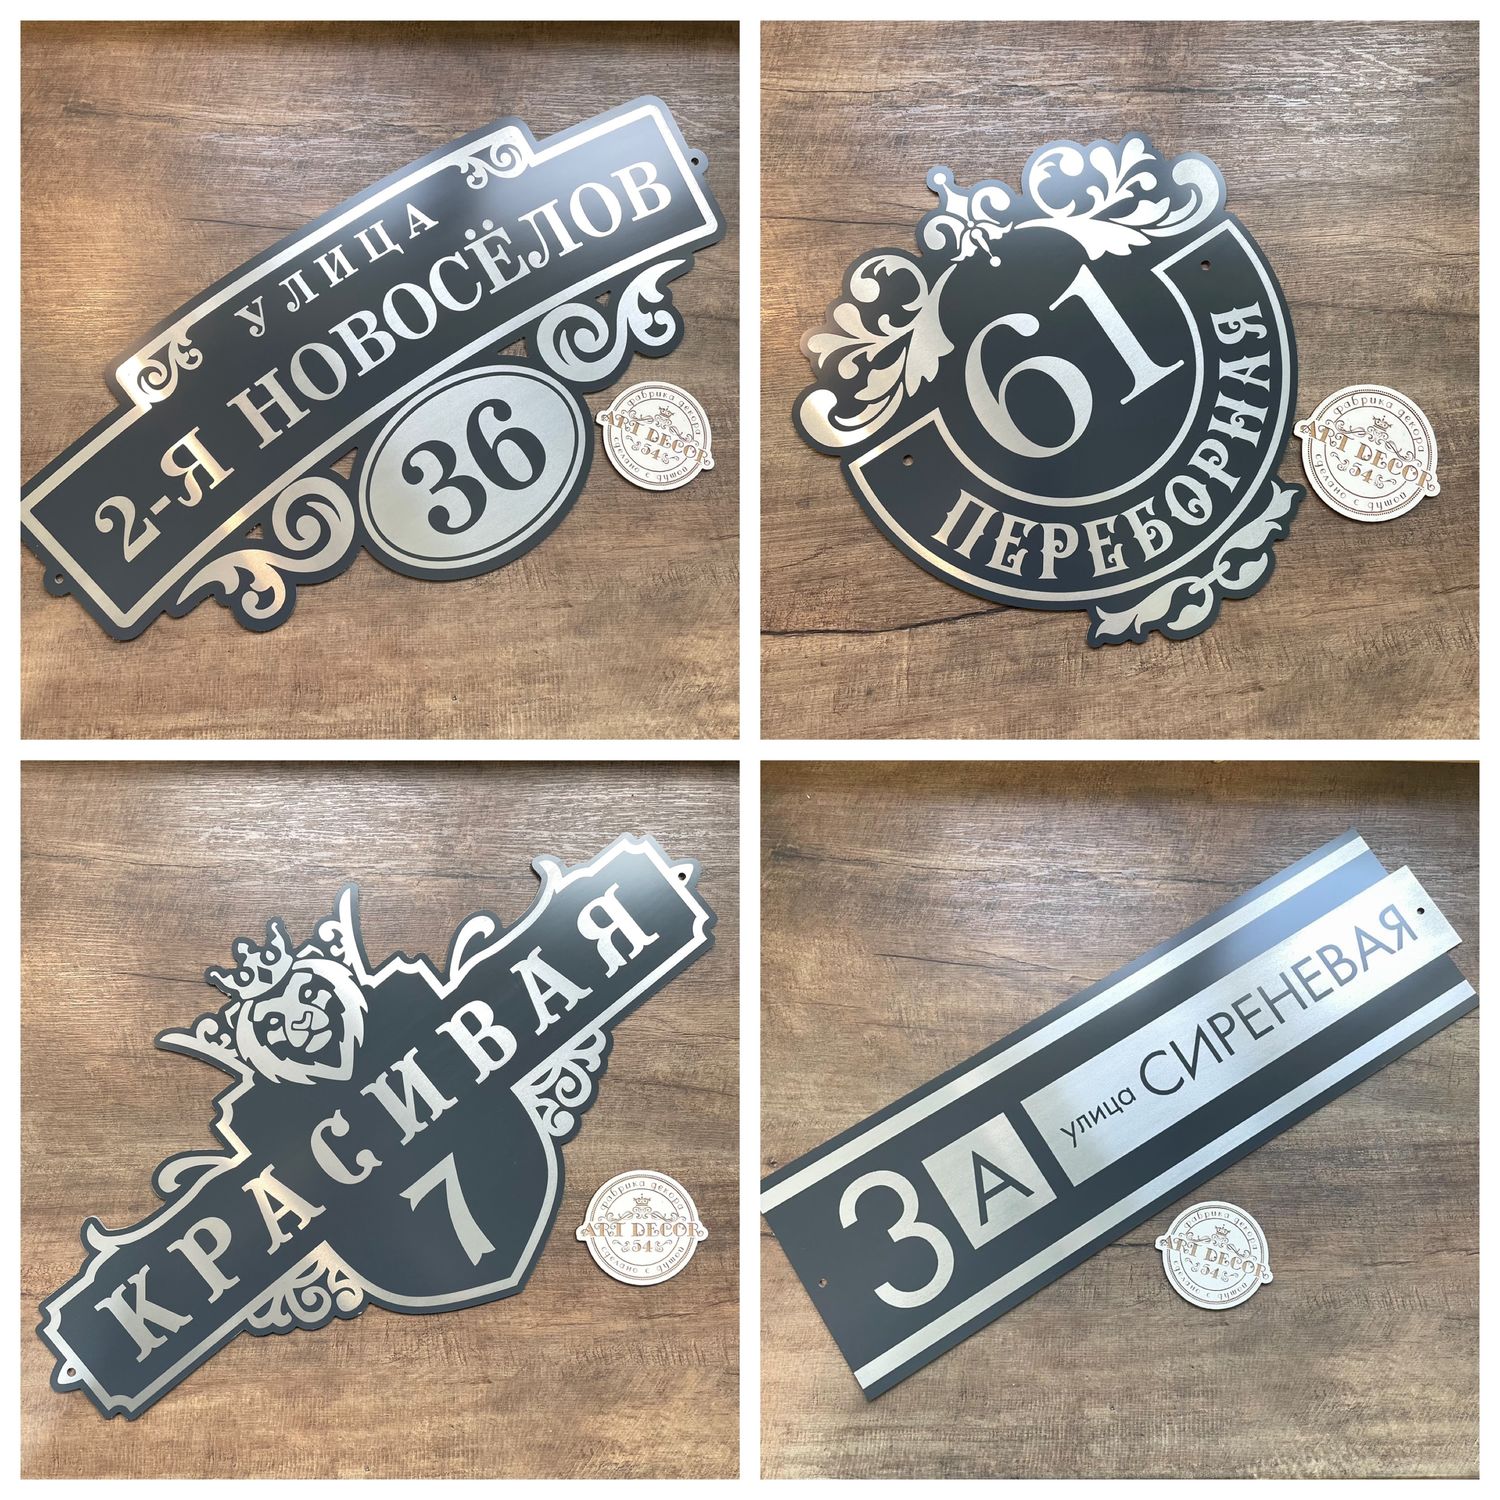 УЛИЦА
2-Я НОВОСЁЛОВ
36
фабрика декора
ART DECOR
54
сделано с душой
61
ПЕРЕБОРНАЯ
фабрика декора
ART DECOR
54
сделано с душой
КРАСИВАЯ
7
фабрика декора
ART DECOR
54
сделано с душой
3А улица СИРЕНЕВАЯ
фабрика декора
ART DECOR
54
сделано с душой